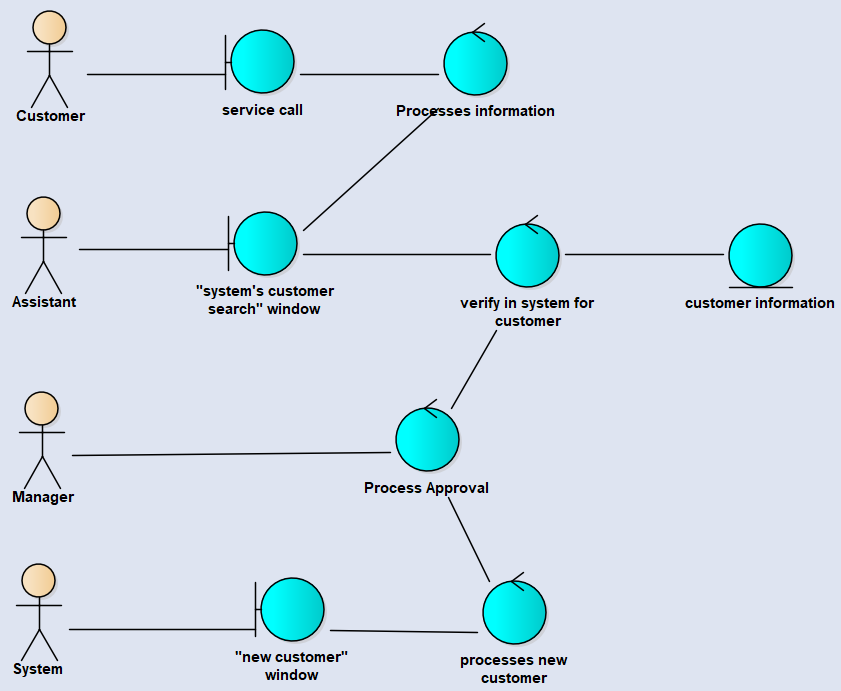 Customer
service call
Processes information
Assistant
"system's customer
search" window
verify in system for
customer
customer information
Manager
Process Approval
System
"new customer"
window
processes new
customer